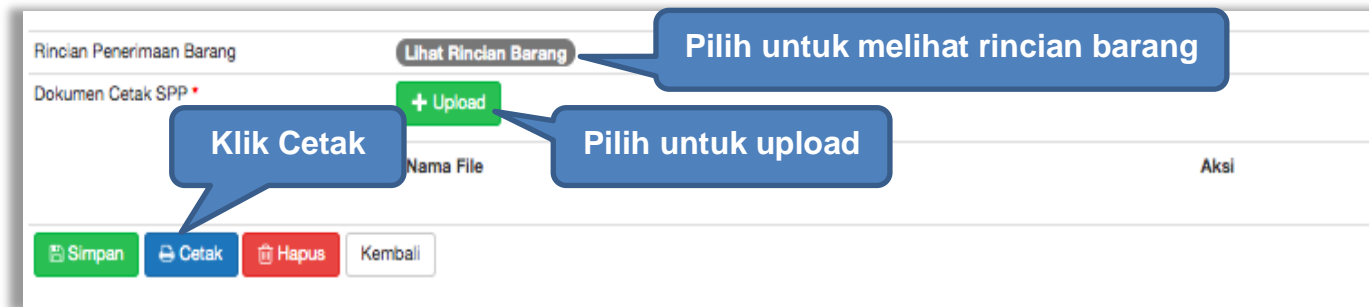 Rincian Penerimaan Barang
Lihat Rincian Barang
Pilih untuk melihat rincian barang
Dokumen Cetak SPP *
+ Upload
Klik Cetak
Pilih untuk upload
Nama File
Aksi
Simpan
Cetak
Hapus
Kembali